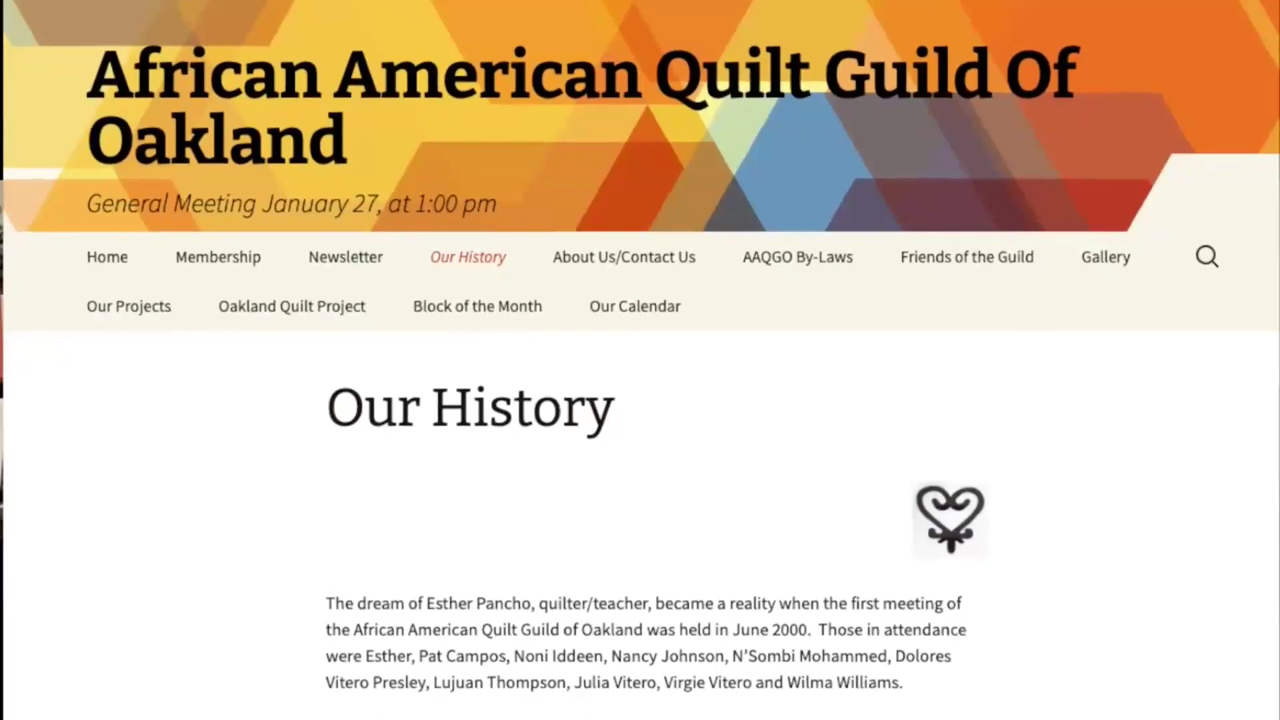 African American Quilt Guild Of
Oakland
General Meeting January 27, at 1:00 pm
Home Membership Newsletter Our History About Us/Contact Us AAQGO By-Laws Friends of the Guild Gallery
Our Projects Oakland Quilt Project Block of the Month Our Calendar
Our History
The dream of Esther Pancho, quilter/teacher, became a reality when the first meeting of
the African American Quilt Guild of Oakland was held in June 2000.  Those in attendance
were Esther, Pat Campos, Noni Iddeen, Nancy Johnson, N’Sombi Mohammed, Dolores
Vitero Presley, Lujuan Thompson, Julia Vitero, Virgie Vitero and Wilma Williams.